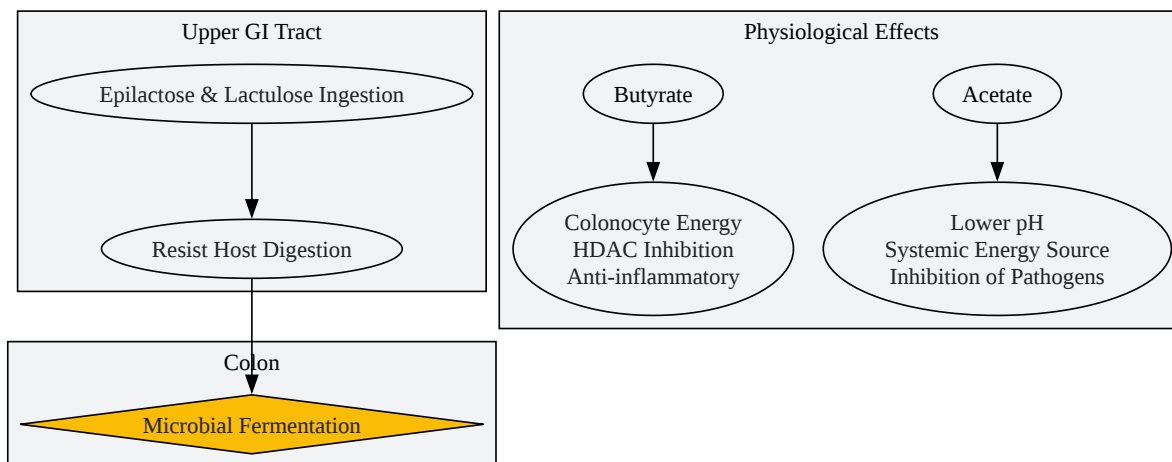 Upper GI Tract
Epilactose & Lactulose Ingestion
Resist Host Digestion
Colon
Microbial Fermentation
Physiological Effects
Butyrate
Acetate
Colonocyte Energy
HDAC Inhibition
Anti-inflammatory
Lower pH
Systemic Energy Source
Inhibition of Pathogens